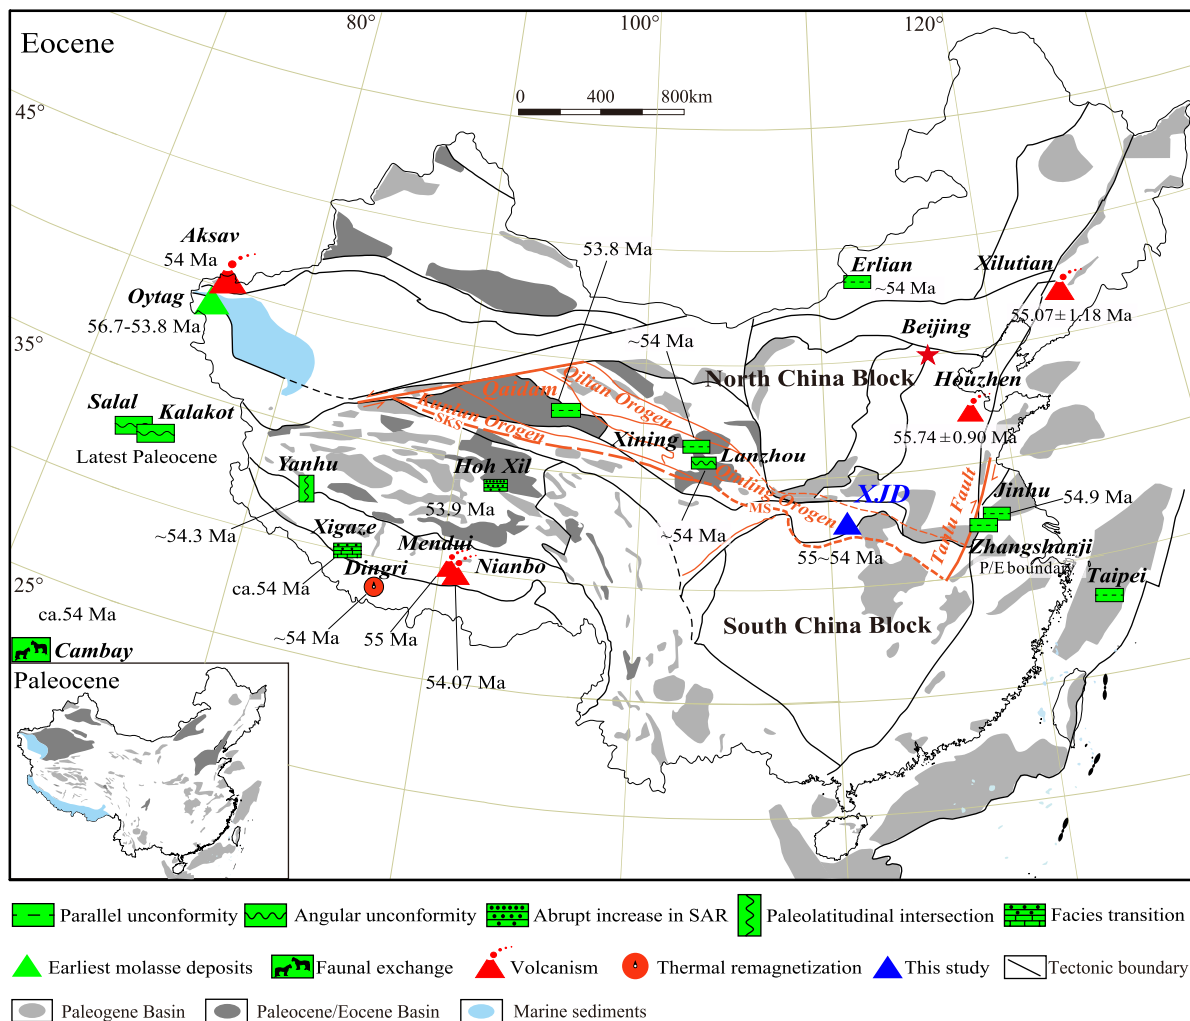 80°
100°
120°
Eocene
0
400
800km
45°
Aksav
54 Ma
53.8 Ma
Erlian
~54 Ma
Xilutian
Oytag
56.7-53.8 Ma
55.07±1.18 Ma
Beijing
~54 Ma
35°
North China Block
Houzhen
Qaidam
Qilian Orogen
Kunlun Orogen
SKS
Salal
Kalakot
Latest Paleocene
55.74±0.90 Ma
Xining
Lanzhou
Yanhu
Hoh Xil
53.9 Ma
Qinling Orogen
MS
XJD
Tanlu Fault
Jinhu
54.9 Ma
~54.3 Ma
Xigaze
Mendui
~54 Ma
55~54 Ma
Zhangshanji
P/E boundary
Dingri
Nianbo
Taipei
25°
ca.54 Ma
ca.54 Ma
~54 Ma
55 Ma
South China Block
Cambay
54.07 Ma
Paleocene
Parallel unconformity
Angular unconformity
Abrupt increase in SAR
Paleolatitudinal intersection
Facies transition
Earliest molasse deposits
Faunal exchange
Volcanism
Thermal remagnetization
This study
Tectonic boundary
Paleogene Basin
Paleocene/Eocene Basin
Marine sediments